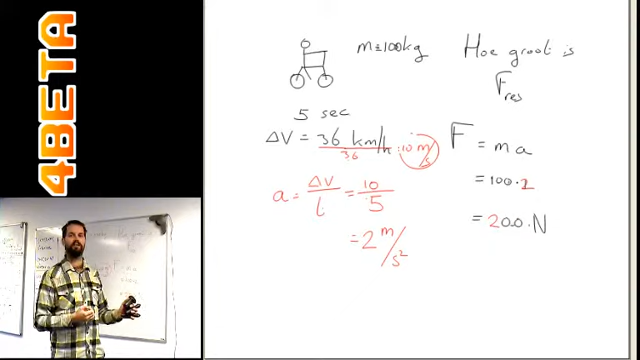 4BETA
m=100kg
Hoe groot is
Fres
5 sec
ΔV = 36 km/h = 10 m/s
36
F = m a
= 100·2
= 200 N
a = ΔV/t = 10/5
= 2 m/s²